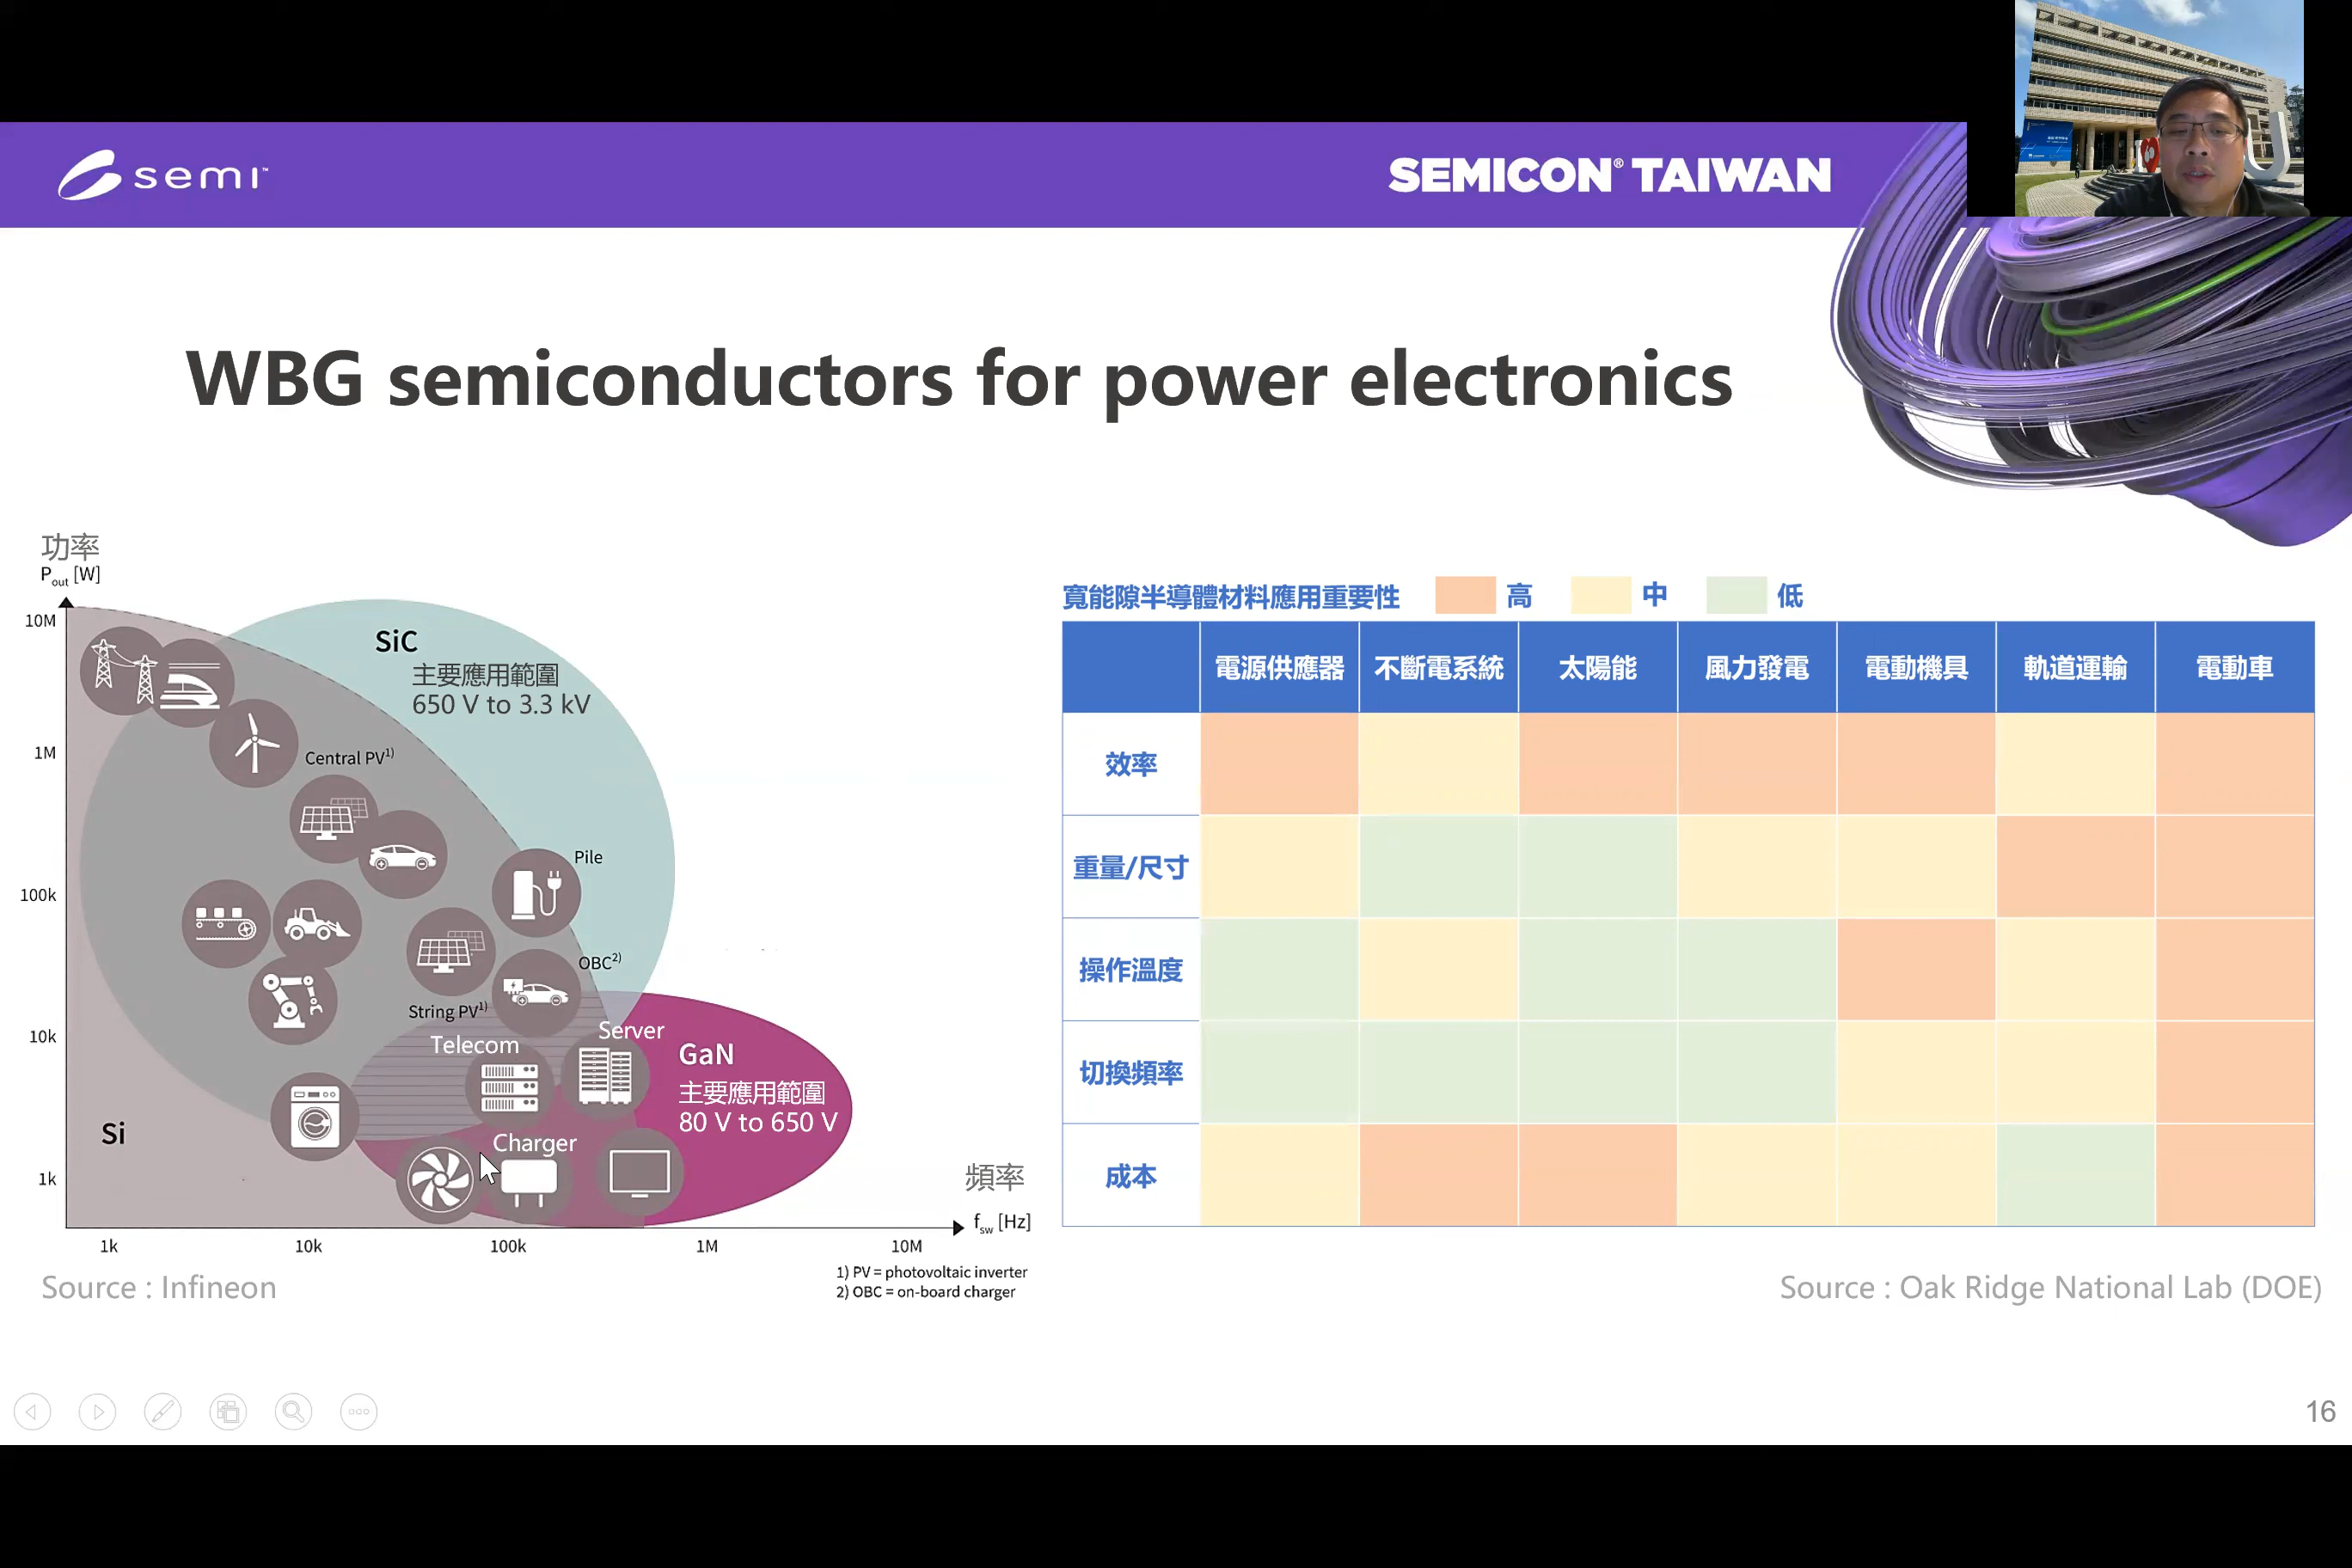 semi™
SEMICON® TAIWAN
WBG semiconductors for power electronics
功率
Pout [W]
10M
1M
100k
10k
1k
SiC
主要應用範圍
650 V to 3.3 kV
Central PV1)
Pile
OBC2)
String PV1)
Telecom
Server
GaN
主要應用範圍
80 V to 650 V
Charger
Si
頻率
fsw [Hz]
1k
10k
100k
1M
10M
1) PV = photovoltaic inverter
2) OBC = on-board charger
Source : Infineon
寬能隙半導體材料應用重要性 高 中 低
電源供應器 不斷電系統 太陽能 風力發電 電動機具 軌道運輸 電動車
效率
重量/尺寸
操作溫度
切換頻率
成本
Source : Oak Ridge National Lab (DOE)
16